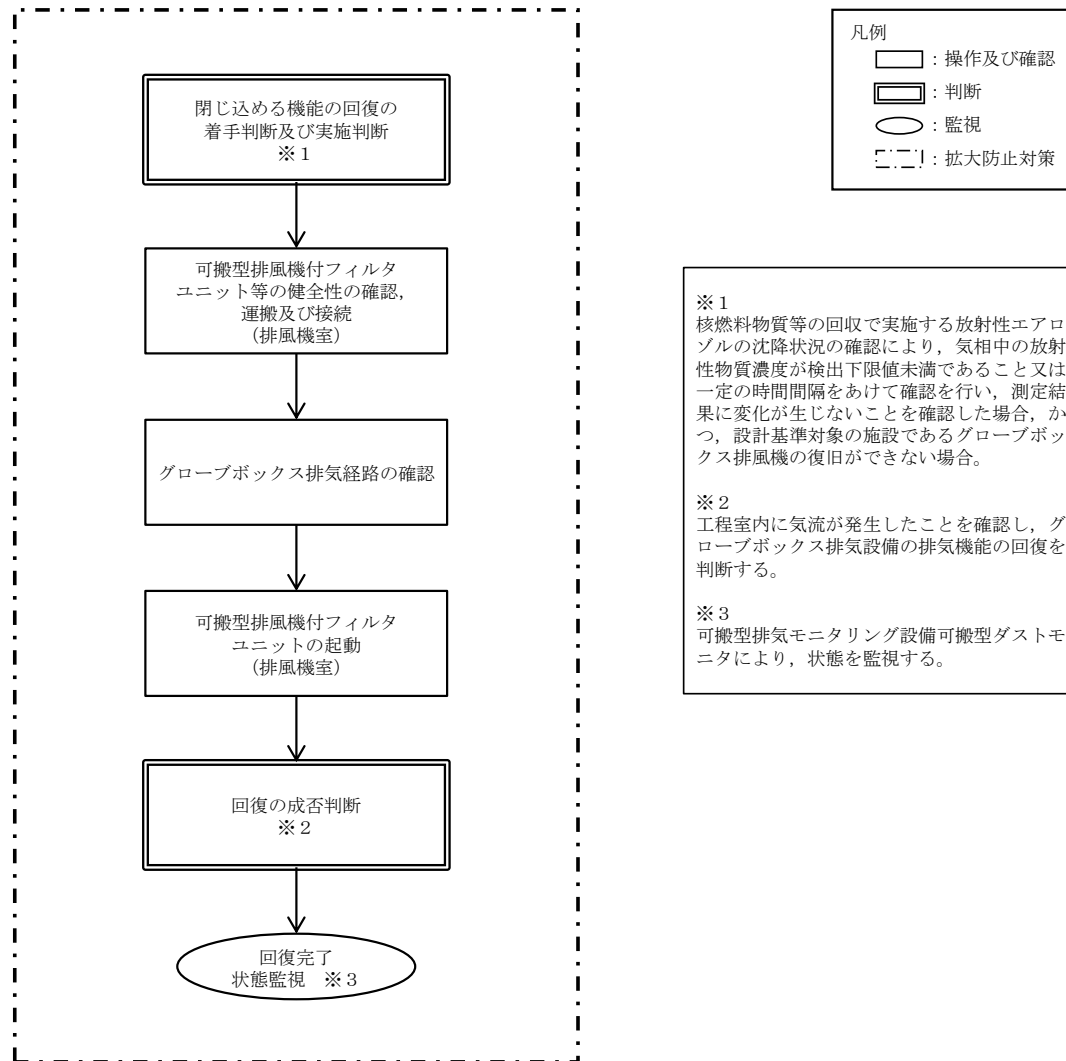 閉じ込める機能の回復の
着手判断及び実施判断
※１
可搬型排風機付フィルタ
ユニット等の健全性の確認，
運搬及び接続
（排風機室）
グローブボックス排気経路の確認
可搬型排風機付フィルタ
ユニットの起動
（排風機室）
回復の成否判断
※２
回復完了
状態監視　※３
凡例
：操作及び確認
：判断
：監視
：拡大防止対策
※１
核燃料物質等の回収で実施する放射性エアロ
ゾルの沈降状況の確認により，気相中の放射
性物質濃度が検出下限値未満であること又は
一定の時間間隔をあけて確認を行い，測定結
果に変化が生じないことを確認した場合，か
つ，設計基準対象の施設であるグローブボッ
クス排風機の復旧ができない場合。
※２
工程室内に気流が発生したことを確認し，グ
ローブボックス排気設備の排気機能の回復を
判断する。
※３
可搬型排気モニタリング設備可搬型ダストモ
ニタにより，状態を監視する。